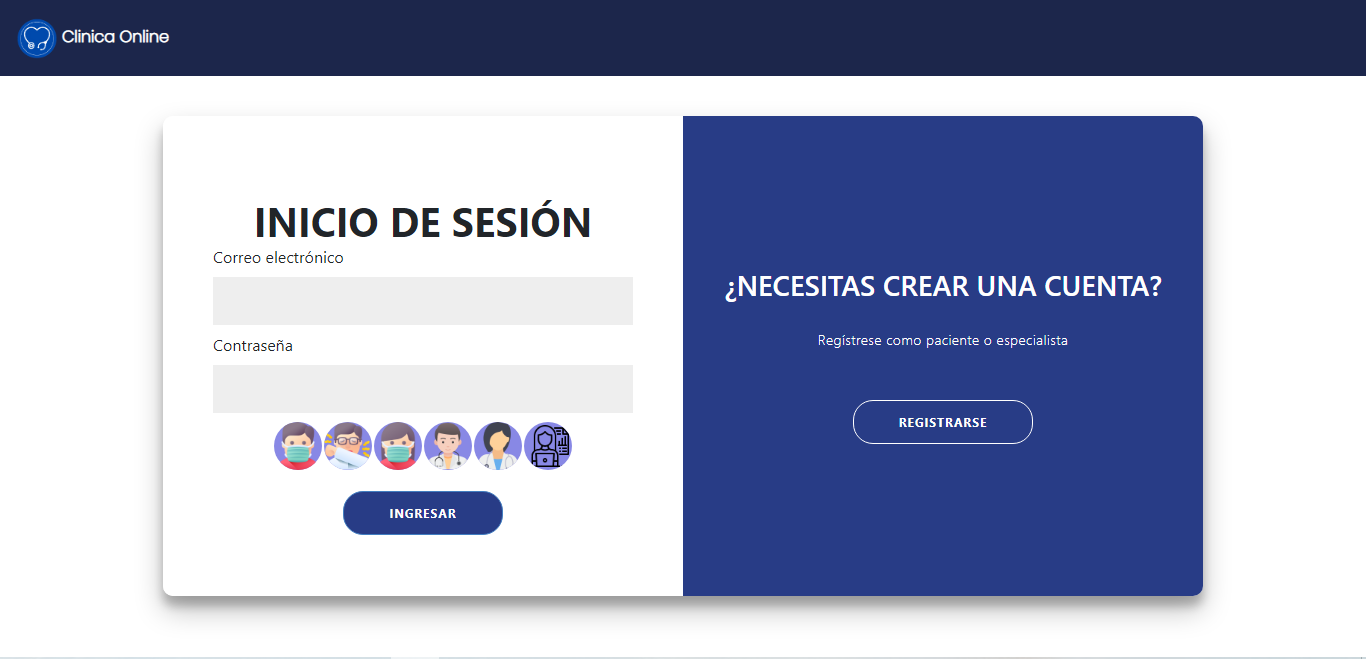 Clinica Online
INICIO DE SESIÓN
Correo electrónico
Contraseña
INGRESAR
¿NECESITAS CREAR UNA CUENTA?
Regístrese como paciente o especialista
REGISTRARSE